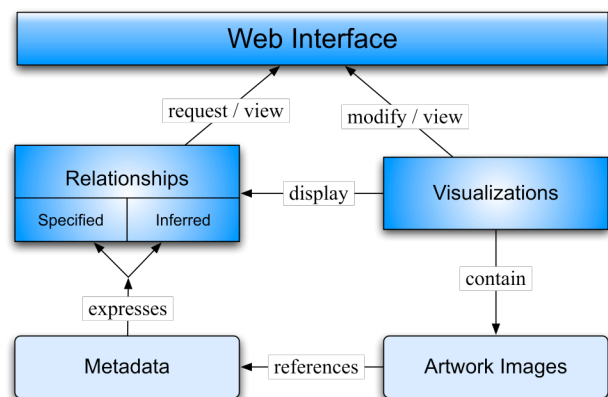 Web Interface
request / view
modify / view
Relationships
Specified
Inferred
display
Visualizations
expresses
contain
Metadata
references
Artwork Images